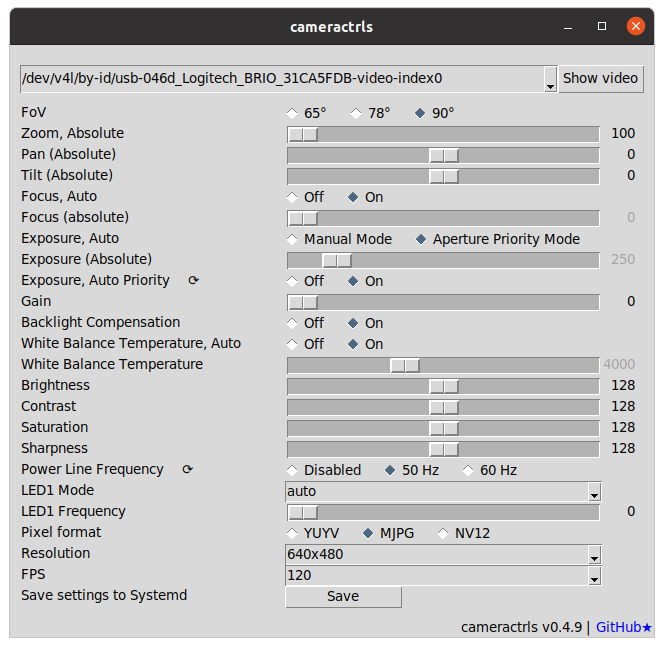 cameractrls
/dev/v4l/by-id/usb-046d_Logitech_BRIO_31CA5FDB-video-index0 Show video
FoV 65° 78° 90°
Zoom, Absolute 100
Pan (Absolute) 0
Tilt (Absolute) 0
Focus, Auto Off On
Focus (absolute) 0
Exposure, Auto Manual Mode Aperture Priority Mode
Exposure (Absolute) 250
Exposure, Auto Priority ⟳ Off On
Gain 0
Backlight Compensation Off On
White Balance Temperature, Auto Off On
White Balance Temperature 4000
Brightness 128
Contrast 128
Saturation 128
Sharpness 128
Power Line Frequency ⟳ Disabled 50 Hz 60 Hz
LED1 Mode auto
LED1 Frequency 0
Pixel format YUYV MJPG NV12
Resolution 640x480
FPS 120
Save settings to Systemd Save
cameractrls v0.4.9 | GitHub★